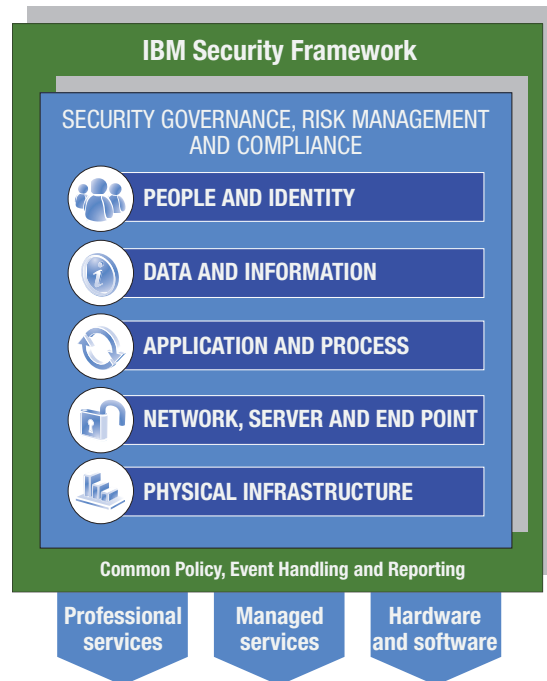 IBM Security Framework
SECURITY GOVERNANCE, RISK MANAGEMENT
AND COMPLIANCE
PEOPLE AND IDENTITY
DATA AND INFORMATION
APPLICATION AND PROCESS
NETWORK, SERVER AND END POINT
PHYSICAL INFRASTRUCTURE
Common Policy, Event Handling and Reporting
Professional
services
Managed
services
Hardware
and software